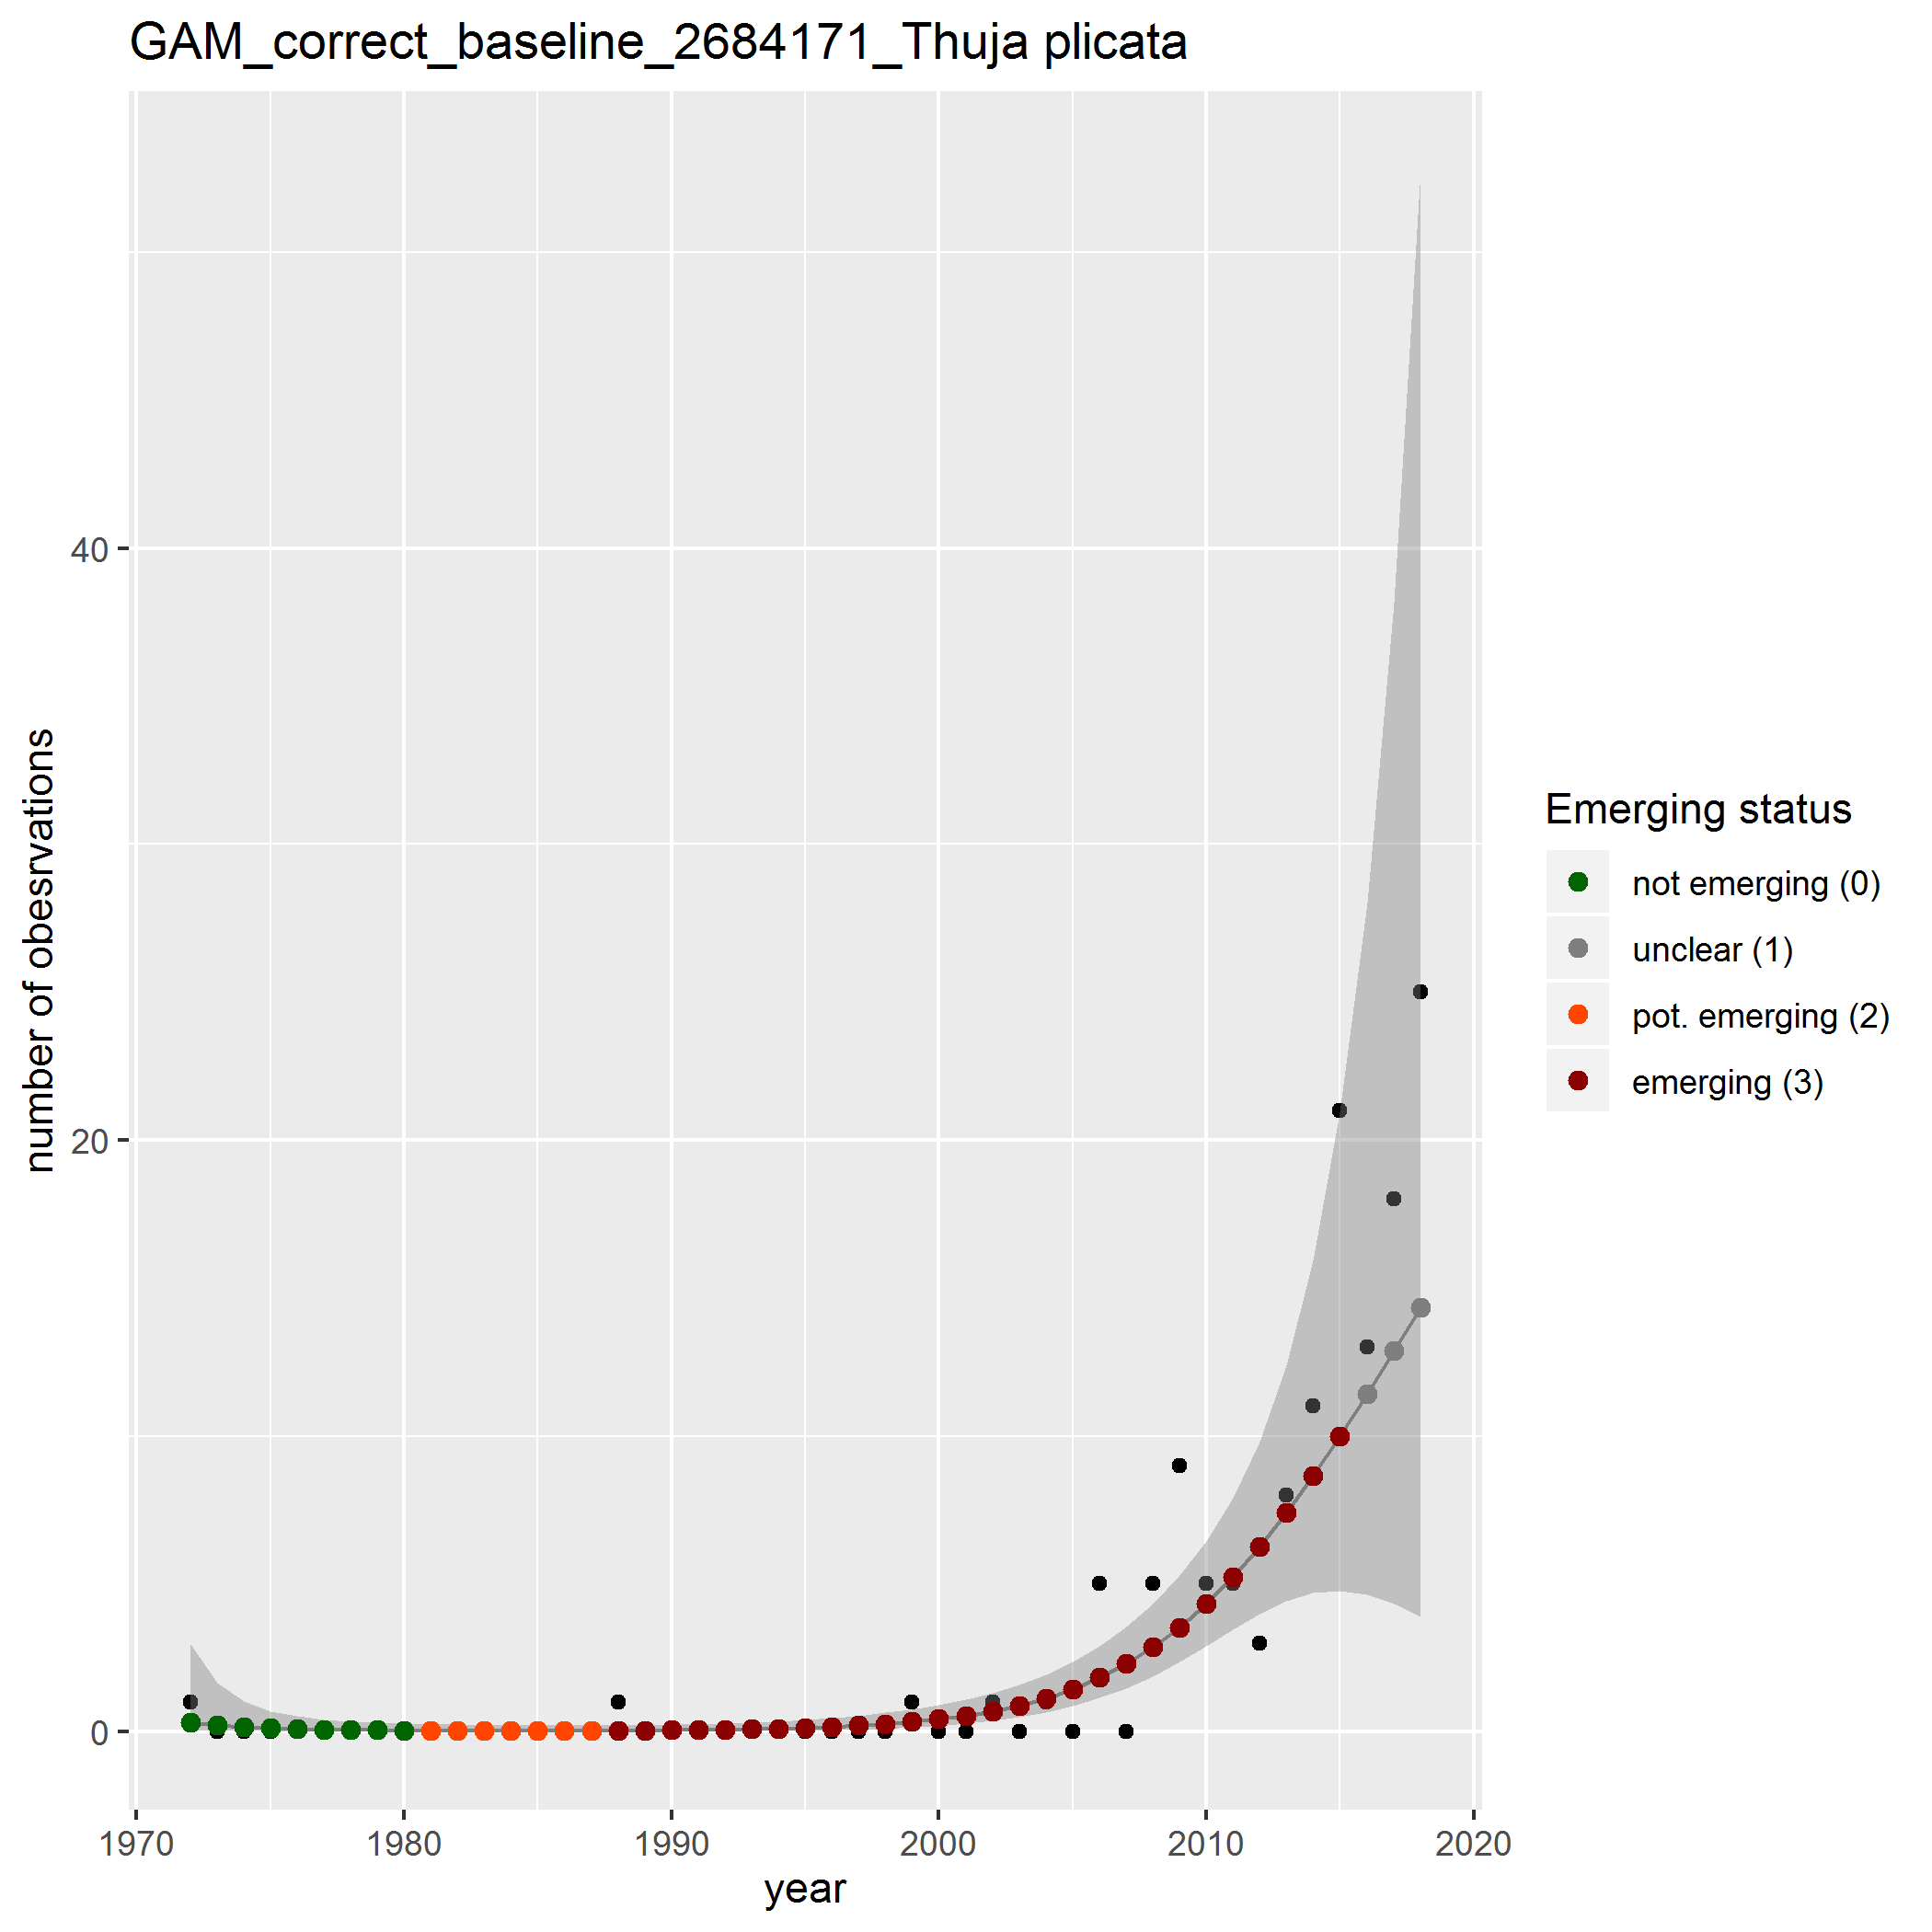 GAM_correct_baseline_2684171_Thuja plicata
number of obesrvations
40
20
0
1970 1980 1990 2000 2010 2020
year
Emerging status
not emerging (0)
unclear (1)
pot. emerging (2)
emerging (3)